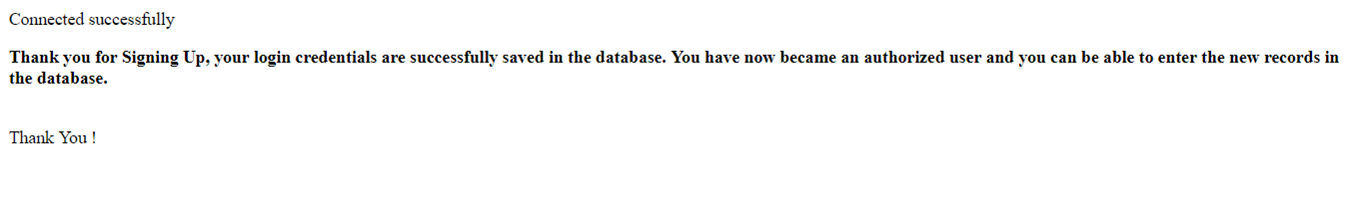 Connected successfully
Thank you for Signing Up, your login credentials are successfully saved in the database. You have now became an authorized user and you can be able to enter the new records in
the database.
Thank You !